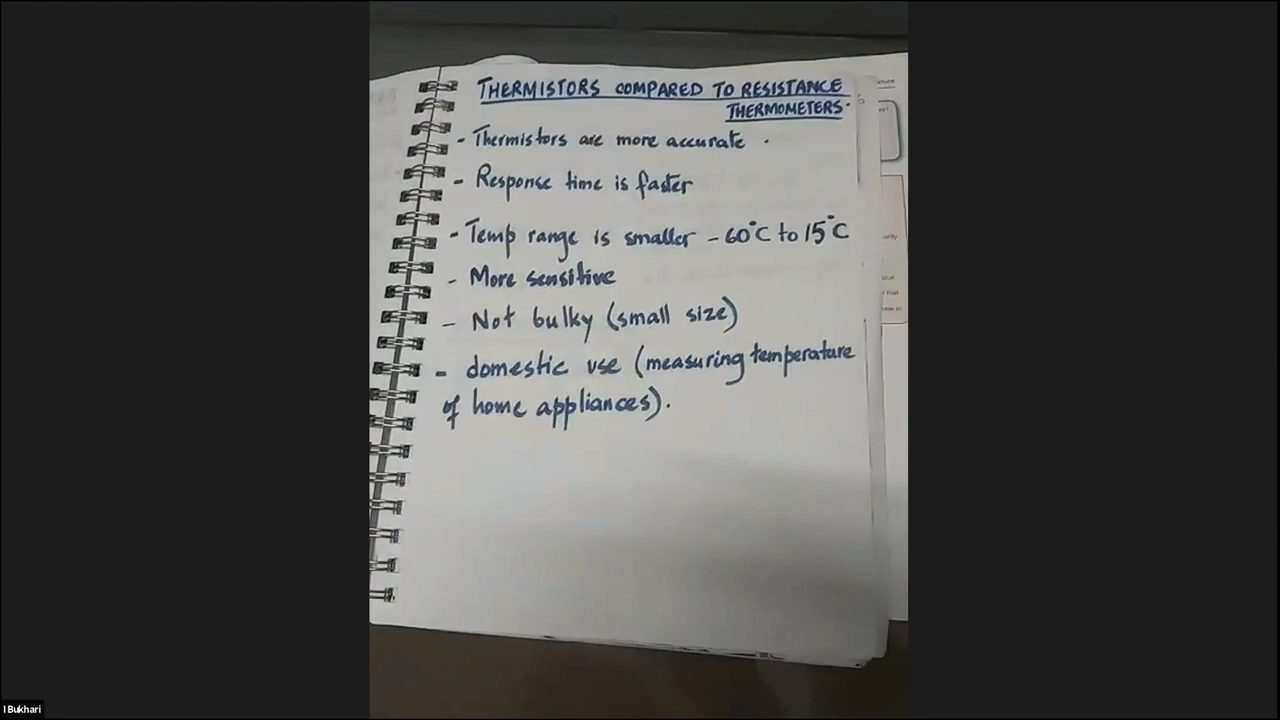 THERMISTORS COMPARED TO RESISTANCE
THERMOMETERS.
- Thermistors are more accurate.
- Response time is faster
- Temp range is smaller - 60°C to 15°C
- More sensitive
- Not bulky (small size)
- domestic use (measuring temperature
of home appliances).
I Bukhari